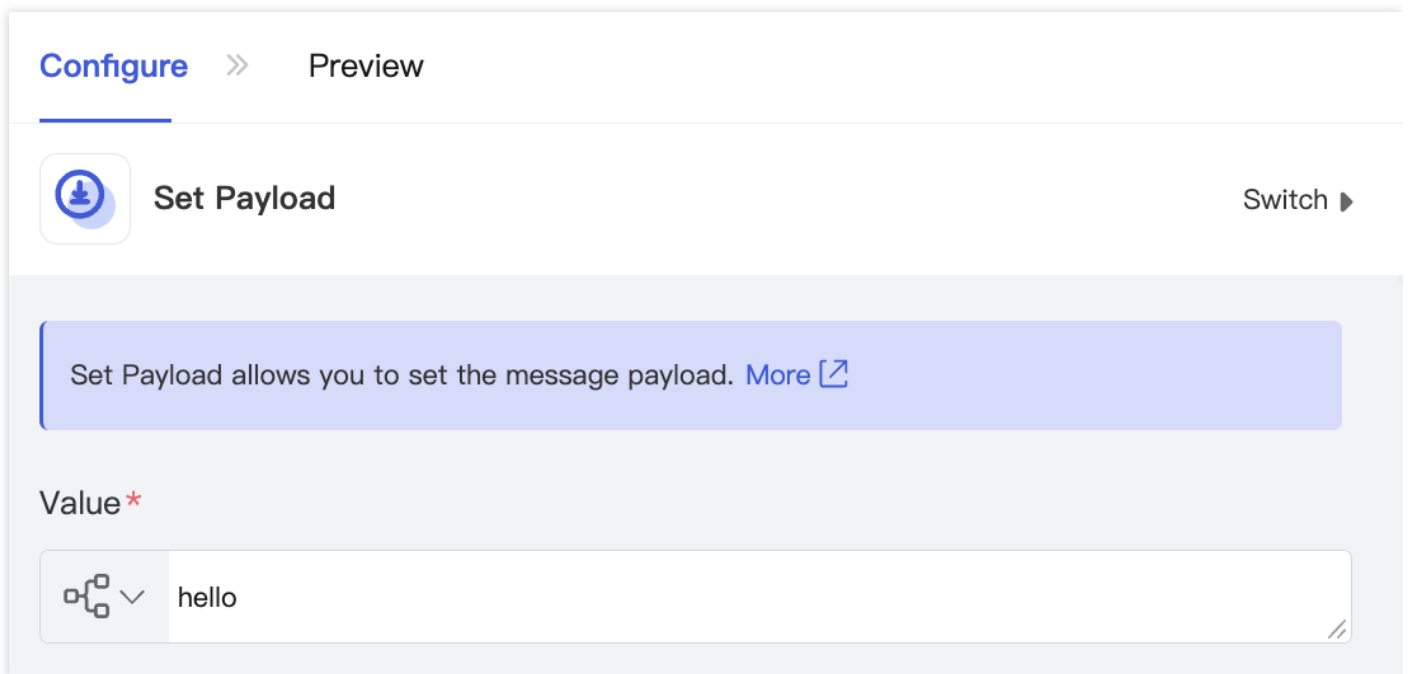 Configure Preview
Set Payload Switch
Set Payload allows you to set the message payload. More
Value*
hello